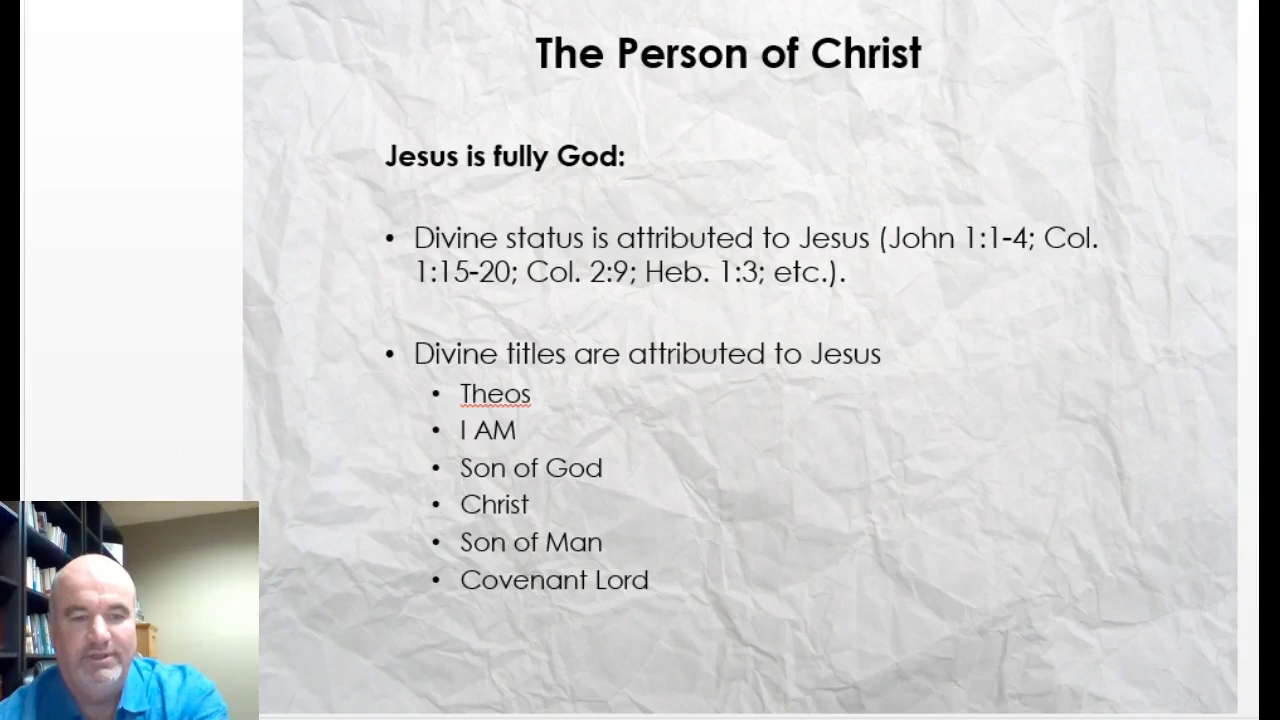 The Person of Christ
Jesus is fully God:
• Divine status is attributed to Jesus (John 1:1-4; Col.
1:15-20; Col. 2:9; Heb. 1:3; etc.).
• Divine titles are attributed to Jesus
• Theos
• I AM
• Son of God
• Christ
• Son of Man
• Covenant Lord